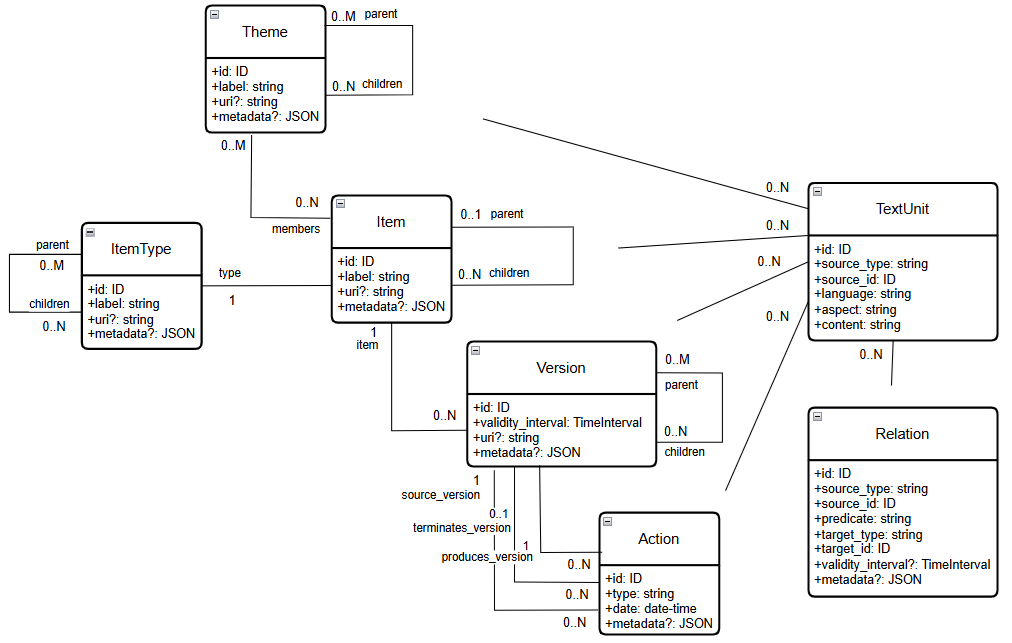 Theme
+id: ID
+label: string
+uri?: string
+metadata?: JSON
0..M parent
0..N children
0..M
0..N
members
ItemType
+id: ID
+label: string
+uri?: string
+metadata?: JSON
parent
0..M
children
0..N
type
1
Item
+id: ID
+label: string
+uri?: string
+metadata?: JSON
0..1 parent
0..N children
1
item
0..N
Version
+id: ID
+validity_interval: TimeInterval
+uri?: string
+metadata?: JSON
0..M
parent
0..N
children
1
source_version
0..1
terminates_version
1
produces_version
0..N
0..N
0..N
Action
+id: ID
+type: string
+date: date-time
+metadata?: JSON
0..N
0..N
0..N
0..N
TextUnit
+id: ID
+source_type: string
+source_id: ID
+language: string
+aspect: string
+content: string
0..N
Relation
+id: ID
+source_type: string
+source_id: ID
+predicate: string
+target_type: string
+target_id: ID
+validity_interval?: TimeInterval
+metadata?: JSON